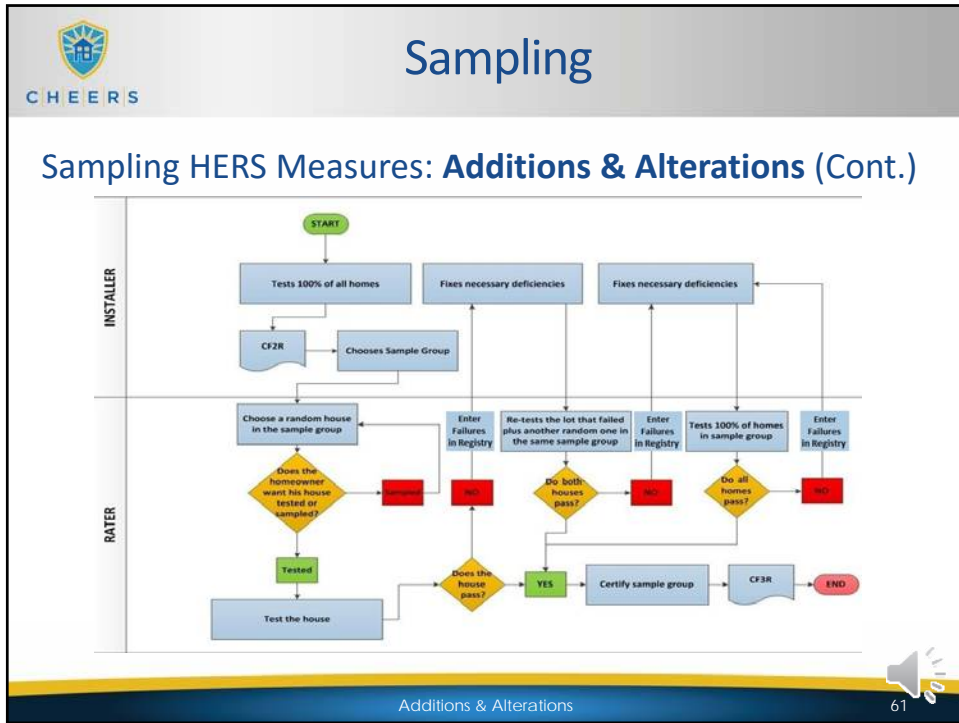 CHEERS
Sampling
Sampling HERS Measures: Additions & Alterations (Cont.)
INSTALLER
START
Tests 100% of all homes
Fixes necessary deficiencies
Fixes necessary deficiencies
CF2R
Chooses Sample Group
RATER
Choose a random house
in the sample group
Enter
Failures
in Registry
Re-tests the lot that failed
plus another random one in
the same sample group
Enter
Failures
in Registry
Tests 100% of homes
in sample group
Enter
Failures
in Registry
Does the
homeowner
want his house
tested or
sampled?
Sampled
NO
Do both
houses
pass?
NO
Do all
homes
pass?
NO
Tested
Does the
house
pass?
YES
Certify sample group
CF3R
END
Test the house
Additions & Alterations
61